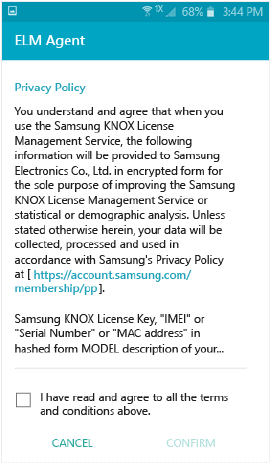 1X 68% 3:44 PM
ELM Agent
Privacy Policy
You understand and agree that when you
use the Samsung KNOX License
Management Service, the following
information will be provided to Samsung
Electronics Co., Ltd. in encrypted form for
the sole purpose of improving the Samsung
KNOX License Management Service or
statistical or demographic analysis. Unless
stated otherwise herein, your data will be
collected, processed and used in
accordance with Samsung's Privacy Policy
at [ https://account.samsung.com/
membership/pp ].
Samsung KNOX License Key, "IMEI" or
"Serial Number" or "MAC address" in
hashed form MODEL description of your...
I have read and agree to all the terms
and conditions above.
CANCEL CONFIRM